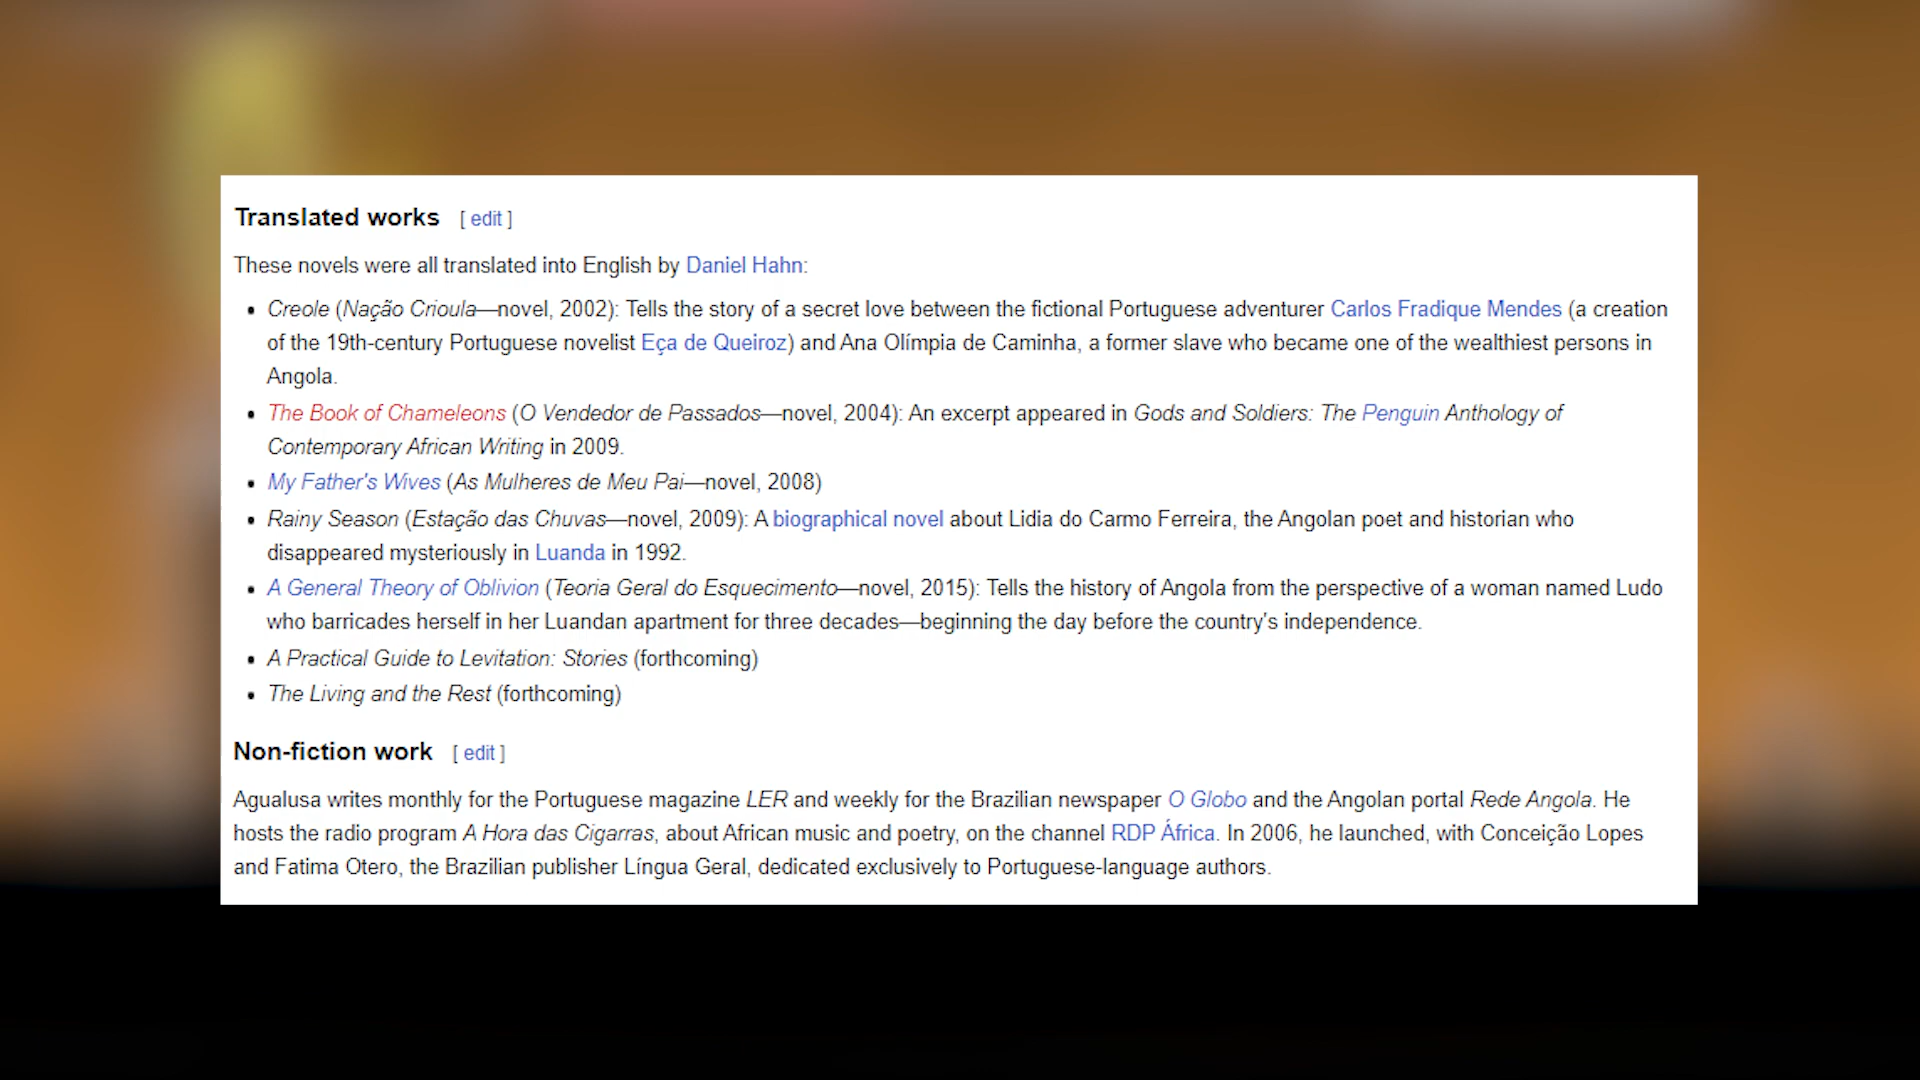 Translated works [ edit ]
These novels were all translated into English by Daniel Hahn:
• Creole (Nação Crioula—novel, 2002): Tells the story of a secret love between the fictional Portuguese adventurer Carlos Fradique Mendes (a creation
of the 19th-century Portuguese novelist Eça de Queiroz) and Ana Olímpia de Caminha, a former slave who became one of the wealthiest persons in
Angola.
• The Book of Chameleons (O Vendedor de Passados—novel, 2004): An excerpt appeared in Gods and Soldiers: The Penguin Anthology of
Contemporary African Writing in 2009.
• My Father's Wives (As Mulheres de Meu Pai—novel, 2008)
• Rainy Season (Estação das Chuvas—novel, 2009): A biographical novel about Lidia do Carmo Ferreira, the Angolan poet and historian who
disappeared mysteriously in Luanda in 1992.
• A General Theory of Oblivion (Teoria Geral do Esquecimento—novel, 2015): Tells the history of Angola from the perspective of a woman named Ludo
who barricades herself in her Luandan apartment for three decades—beginning the day before the country's independence.
• A Practical Guide to Levitation: Stories (forthcoming)
• The Living and the Rest (forthcoming)
Non-fiction work [ edit ]
Agualusa writes monthly for the Portuguese magazine LER and weekly for the Brazilian newspaper O Globo and the Angolan portal Rede Angola. He
hosts the radio program A Hora das Cigarras, about African music and poetry, on the channel RDP África. In 2006, he launched, with Conceição Lopes
and Fatima Otero, the Brazilian publisher Língua Geral, dedicated exclusively to Portuguese-language authors.